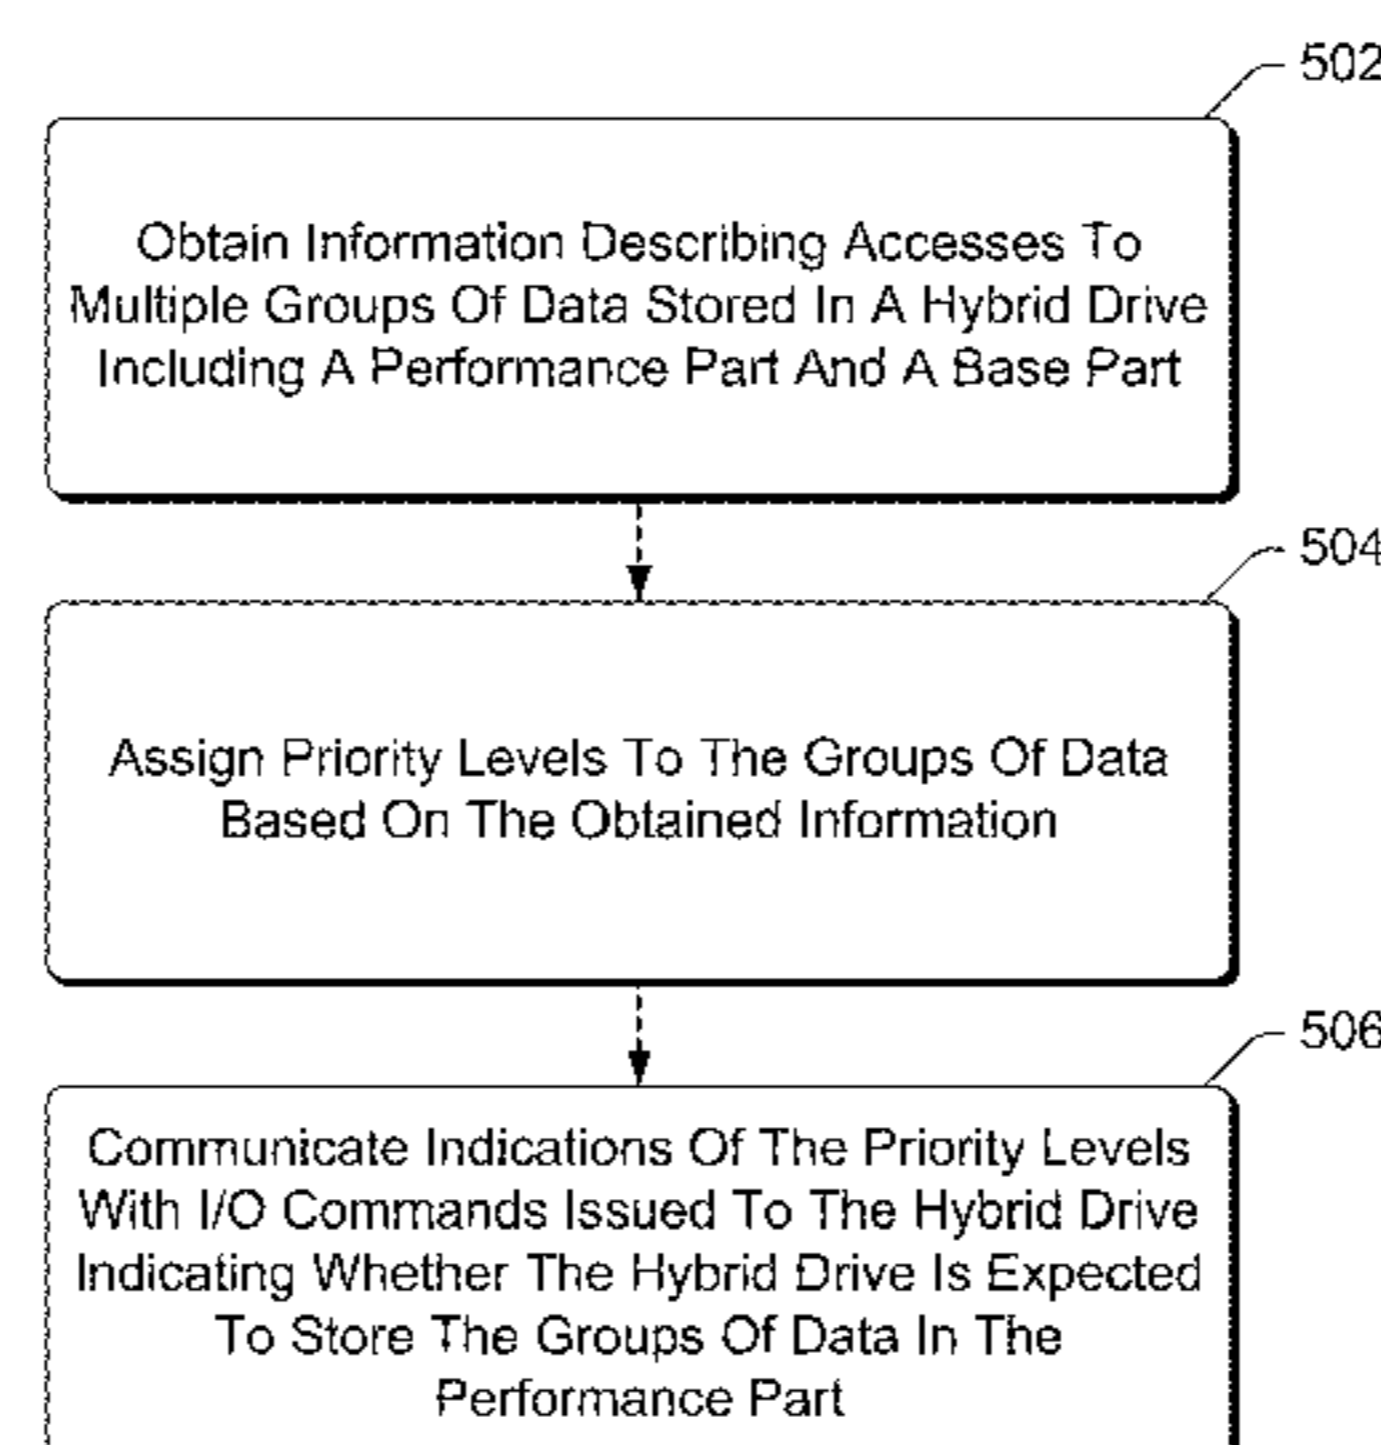 502
Obtain Information Describing Accesses To
Multiple Groups Of Data Stored In A Hybrid Drive
Including A Performance Part And A Base Part
504
Assign Priority Levels To The Groups Of Data
Based On The Obtained Information
506
Communicate Indications Of The Priority Levels
With I/O Commands Issued To The Hybrid Drive
Indicating Whether The Hybrid Drive Is Expected
To Store The Groups Of Data In The
Performance Part